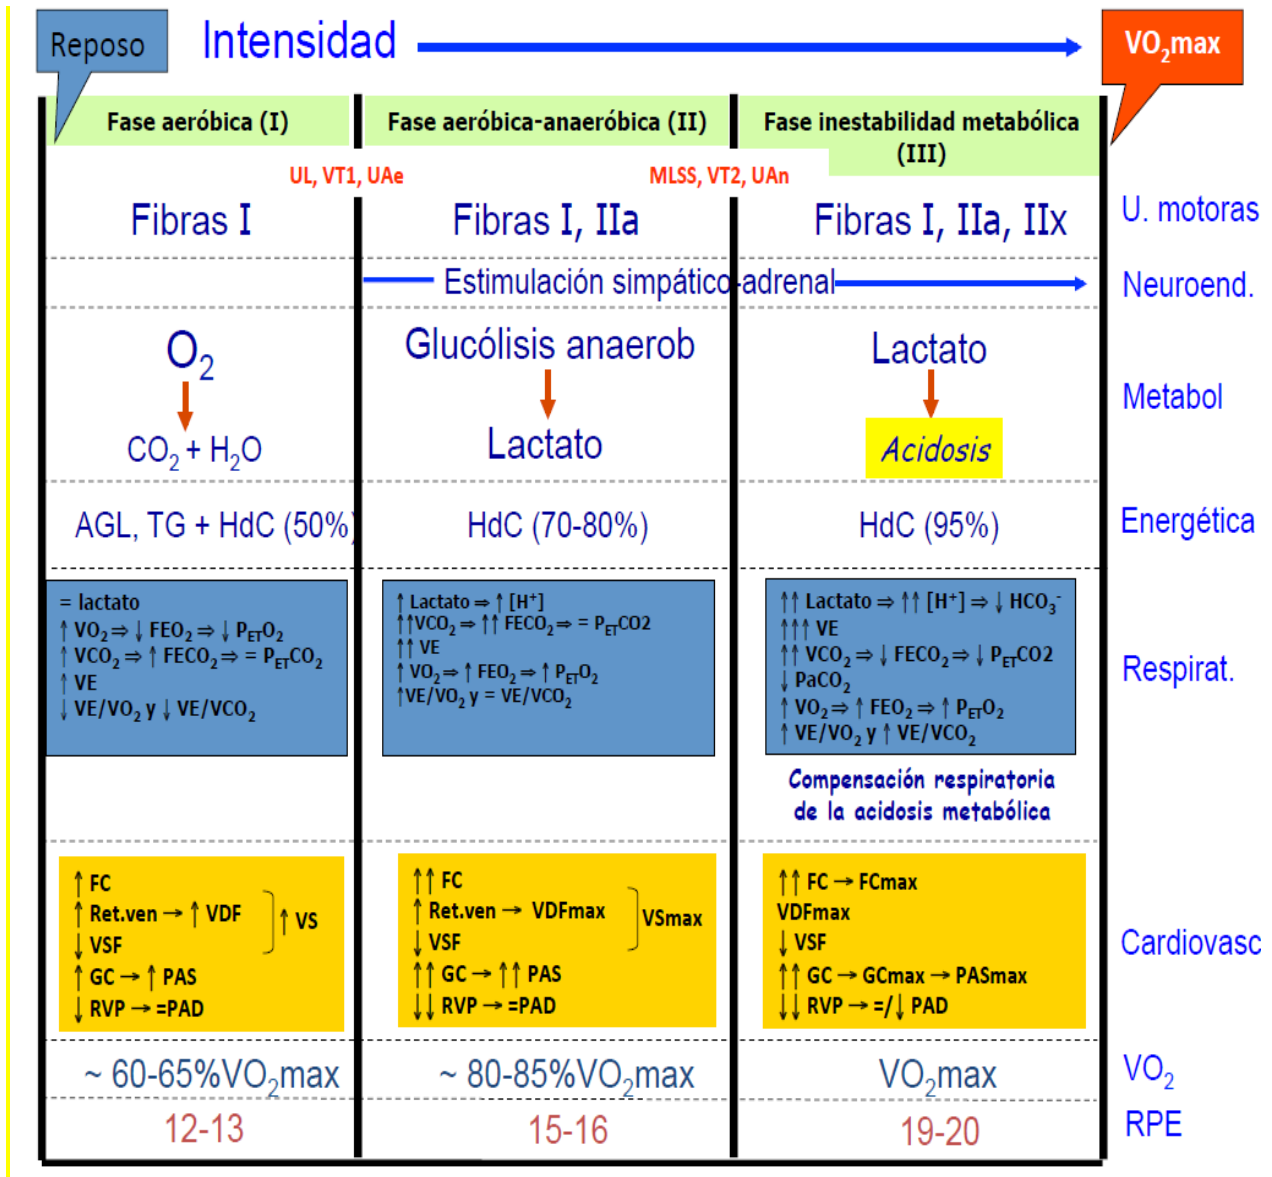 Reposo
Intensidad
VO₂max
Fase aeróbica (I)
Fase aeróbica-anaeróbica (II)
Fase inestabilidad metabólica
(III)
UL, VT1, UAe
MLSS, VT2, UAn
Fibras I
Fibras I, IIa
Fibras I, IIa, IIx
U. motoras
Estimulación simpático-adrenal
Neuroend.
O₂
Glucólisis anaerob
Lactato
Metabol
CO₂ + H₂O
Lactato
Acidosis
AGL, TG + HdC (50%)
HdC (70-80%)
HdC (95%)
Energética
= lactato
↑ VO₂ ⇒ ↓ FEO₂ ⇒ ↓ P_ETO₂
↑ VCO₂ ⇒ ↑ FECO₂ ⇒ = P_ETCO₂
↑ VE
↓ VE/VO₂ y ↓ VE/VCO₂
↑ Lactato ⇒ ↑ [H⁺]
↑↑VCO₂ ⇒ ↑↑ FECO₂ ⇒ = P_ETCO2
↑↑ VE
↑ VO₂ ⇒ ↑ FEO₂ ⇒ ↑ P_ETO₂
↑VE/VO₂ y = VE/VCO₂
↑↑ Lactato ⇒ ↑↑ [H⁺] ⇒ ↓ HCO₃⁻
↑↑↑ VE
↑↑ VCO₂ ⇒ ↓ FECO₂ ⇒ ↓ P_ETCO2
↓ PaCO₂
↑ VO₂ ⇒ ↑ FEO₂ ⇒ ↑ P_ETO₂
↑ VE/VO₂ y ↑ VE/VCO₂
Respirat.
Compensación respiratoria
de la acidosis metabólica
↑ FC
↑ Ret.ven → ↑ VDF
↑ VS
↓ VSF
↑ GC → ↑ PAS
↓ RVP → =PAD
↑↑ FC
↑ Ret.ven → VDFmax
VSmax
↓ VSF
↑↑ GC → ↑↑ PAS
↓↓ RVP → =PAD
↑↑ FC → FCmax
VDFmax
↓ VSF
↑↑ GC → GCmax → PASmax
↓↓ RVP → =/↓ PAD
Cardiovasc
~ 60-65%VO₂max
~ 80-85%VO₂max
VO₂max
VO₂
12-13
15-16
19-20
RPE